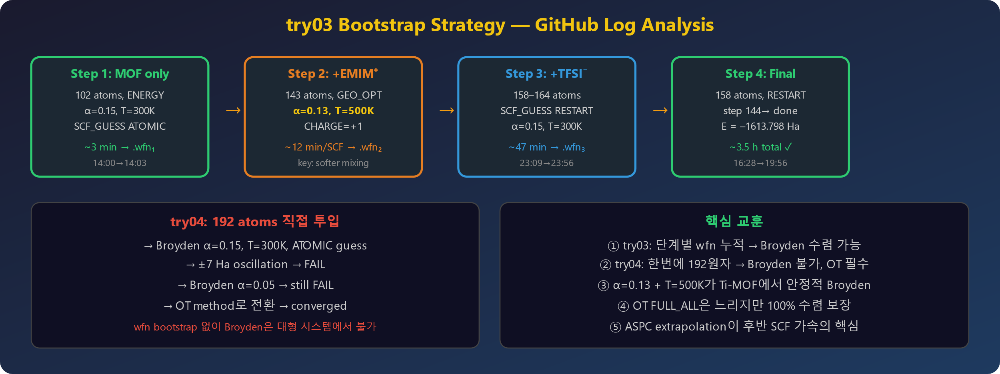 try03 Bootstrap Strategy — GitHub Log Analysis
Step 1: MOF only
102 atoms, ENERGY
α=0.15, T=300K
SCF_GUESS ATOMIC
~3 min → .wfn₁
14:00→14:03
→
Step 2: +EMIM⁺
143 atoms, GEO_OPT
α=0.13, T=500K
CHARGE=+1
~12 min/SCF → .wfn₂
key: softer mixing
→
Step 3: +TFSI⁻
158–164 atoms
SCF_GUESS RESTART
α=0.15, T=300K
~47 min → .wfn₃
23:09→23:56
→
Step 4: Final
158 atoms, RESTART
step 144→ done
E = −1613.798 Ha
~3.5 h total ✓
16:28→19:56
try04: 192 atoms 직접 투입
→ Broyden α=0.15, T=300K, ATOMIC guess
→ ±7 Ha oscillation → FAIL
→ Broyden α=0.05 → still FAIL
→ OT method로 전환 → converged
wfn bootstrap 없이 Broyden은 대형 시스템에서 불가
핵심 교훈
① try03: 단계별 wfn 누적 → Broyden 수렴 가능
② try04: 한번에 192원자 → Broyden 불가, OT 필수
③ α=0.13 + T=500K가 Ti-MOF에서 안정적 Broyden
④ OT FULL_ALL은 느리지만 100% 수렴 보장
⑤ ASPC extrapolation이 후반 SCF 가속의 핵심